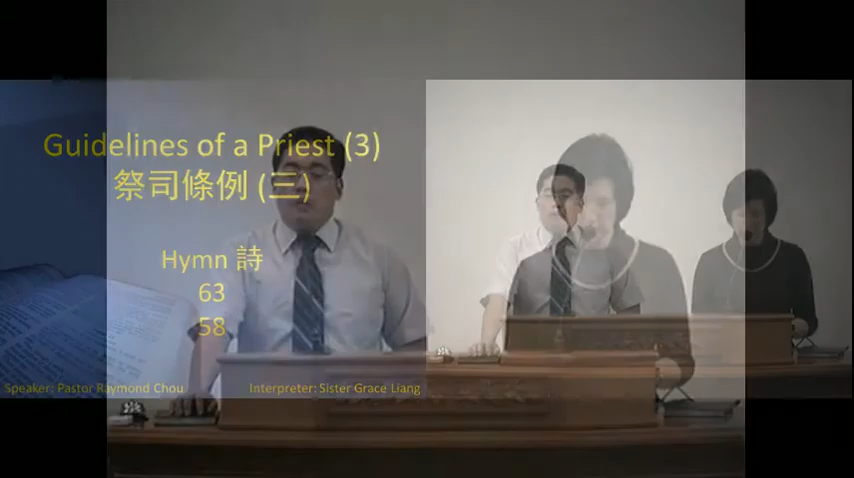 Guidelines of a Priest (3)
祭司條例 (三)
Hymn 詩
63
58
Speaker: Pastor Raymond Chou
Interpreter: Sister Grace Liang